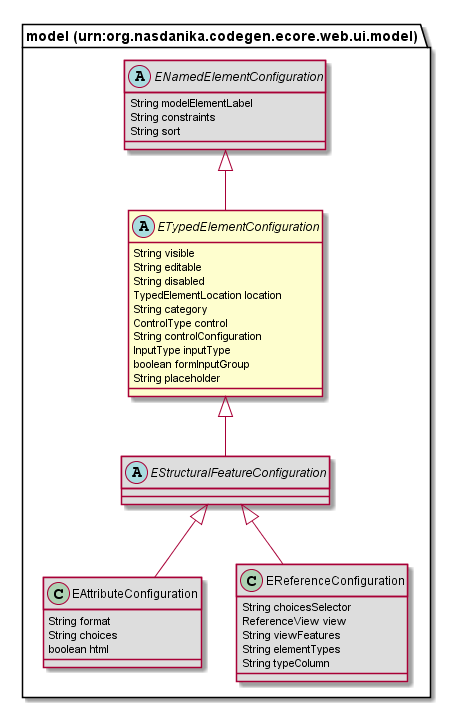 model (urn:org.nasdanika.codegen.ecore.web.ui.model)
A ENamedElementConfiguration
String modelElementLabel
String constraints
String sort
A ETypedElementConfiguration
String visible
String editable
String disabled
TypedElementLocation location
String category
ControlType control
String controlConfiguration
InputType inputType
boolean formInputGroup
String placeholder
A EStructuralFeatureConfiguration
C EAttributeConfiguration
String format
String choices
boolean html
C EReferenceConfiguration
String choicesSelector
ReferenceView view
String viewFeatures
String elementTypes
String typeColumn